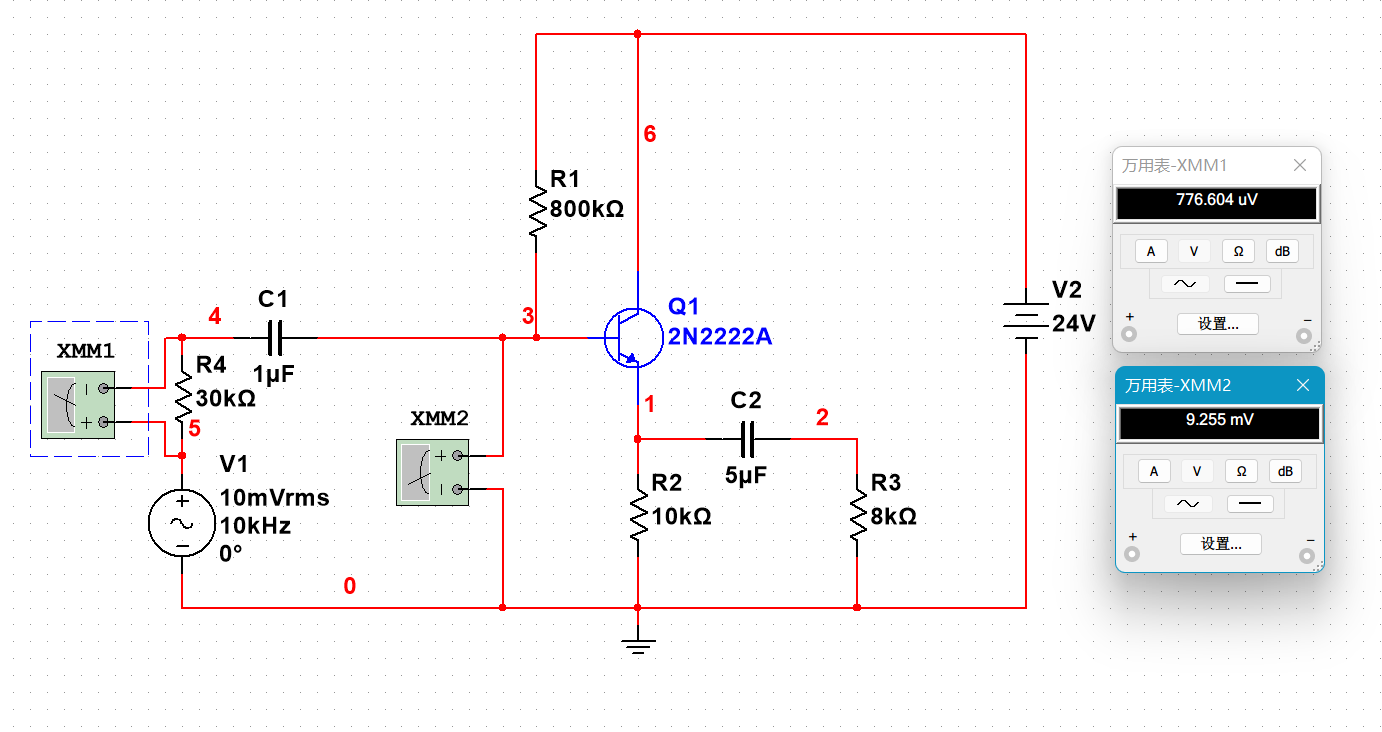 6
R1
800kΩ
C1
1µF
4
3
Q1
2N2222A
V2
24V
XMM1
R4
30kΩ
5
XMM2
1
C2
5µF
2
V1
10mVrms
10kHz
0°
R2
10kΩ
R3
8kΩ
0
万用表-XMM1
776.604 uV
A V Ω dB
+ −
设置...
万用表-XMM2
9.255 mV
A V Ω dB
+ −
设置...